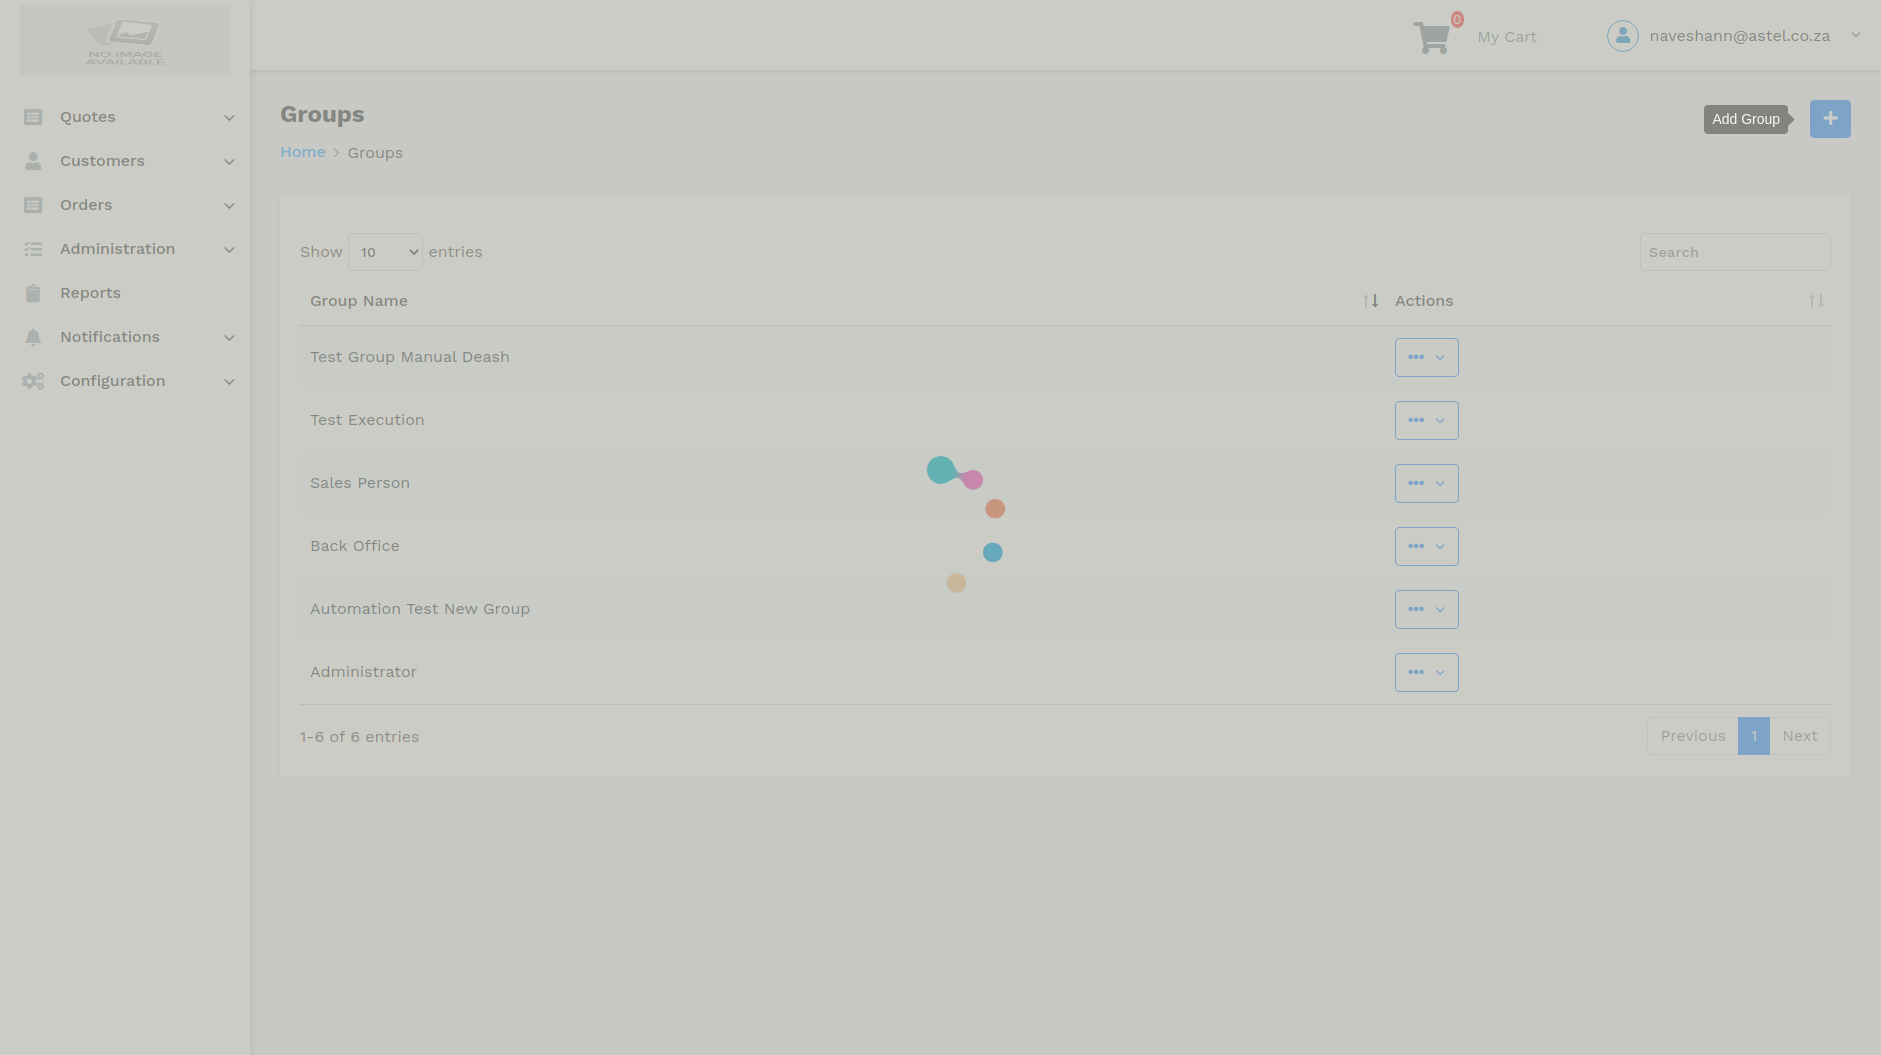 NO IMAGE
AVAILABLE
0
My Cart
naveshann@astel.co.za
Quotes
Customers
Orders
Administration
Reports
Notifications
Configuration
Groups
Add Group
Home > Groups
Show 10 entries
Search
Group Name
Actions
Test Group Manual Deash
Test Execution
Sales Person
Back Office
Automation Test New Group
Administrator
1-6 of 6 entries
Previous 1 Next